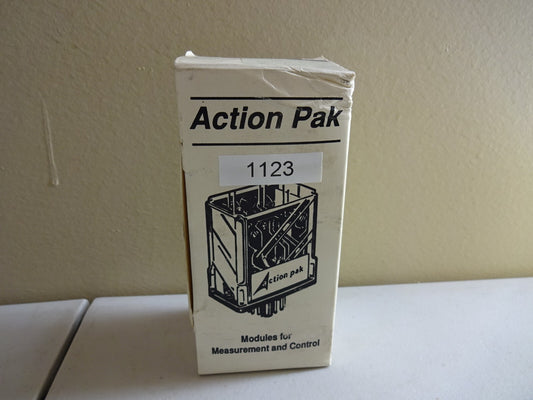 Action Pak
1123
Action pak
Modules for
Measurement and Control